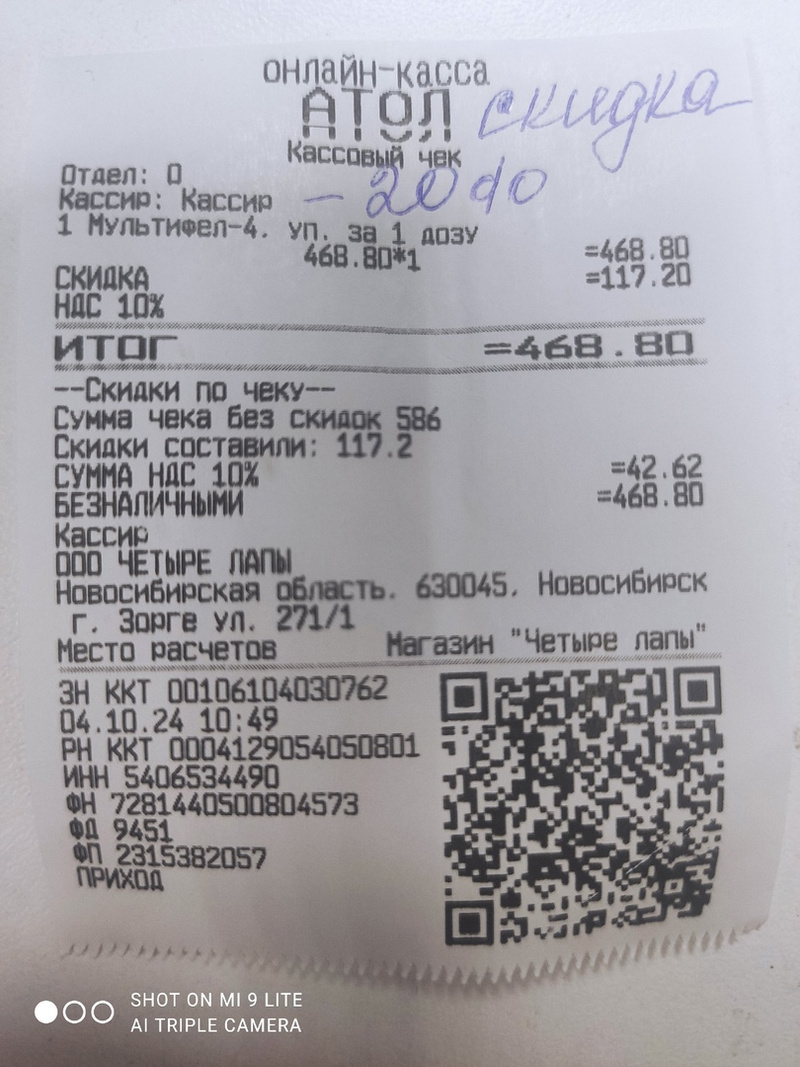 онлайн-касса
АТОЛ
скидка
Кассовый чек
Отдел: 0
Кассир: Кассир
- 20%
1 Мультифел-4. уп. за 1 дозу
468.80*1 =468.80
СКИДКА =117.20
НДС 10%
ИТОГ =468.80
--Скидки по чеку--
Сумма чека без скидок 586
Скидки составили: 117.2
СУММА НДС 10% =42.62
БЕЗНАЛИЧНЫМИ =468.80
Кассир
ООО ЧЕТЫРЕ ЛАПЫ
Новосибирская область. 630045. Новосибирск
г. Зорге ул. 271/1
Место расчетов Магазин "Четыре лапы"
ЗН ККТ 00106104030762
04.10.24 10:49
РН ККТ 0004129054050801
ИНН 5406534490
ФН 7281440500804573
ФД 9451
ФП 2315382057
ПРИХОД
SHOT ON MI 9 LITE
AI TRIPLE CAMERA